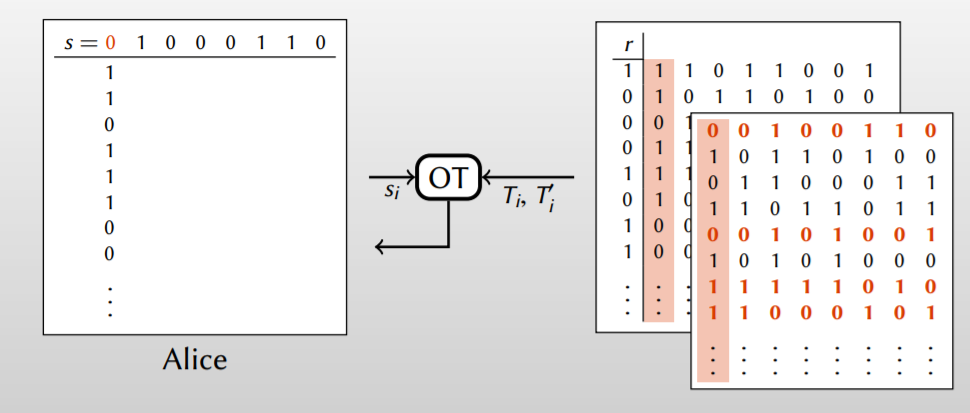 s = 0 1 0 0 0 1 1 0
1
1
0
1
1
1
0
0
⋮
Alice
s_i
OT
T_i, T′_i
r
1 1 1 0 1 1 0 0 1
0 1 0 1 1 0 1 0 0
0 0 1
0 1 1
1 1 1
0 1 0
1 0 0
1 0 0
⋮ ⋮ ⋮
0 0 1 0 0 1 1 0
1 0 1 1 0 1 0 0
0 1 1 0 0 0 1 1
1 1 0 1 1 0 1 1
0 0 1 0 1 0 0 1
1 0 1 0 1 0 0 0
1 1 1 1 1 0 1 0
1 1 0 0 0 1 0 1
⋮ ⋮ ⋮ ⋮ ⋮ ⋮ ⋮ ⋮